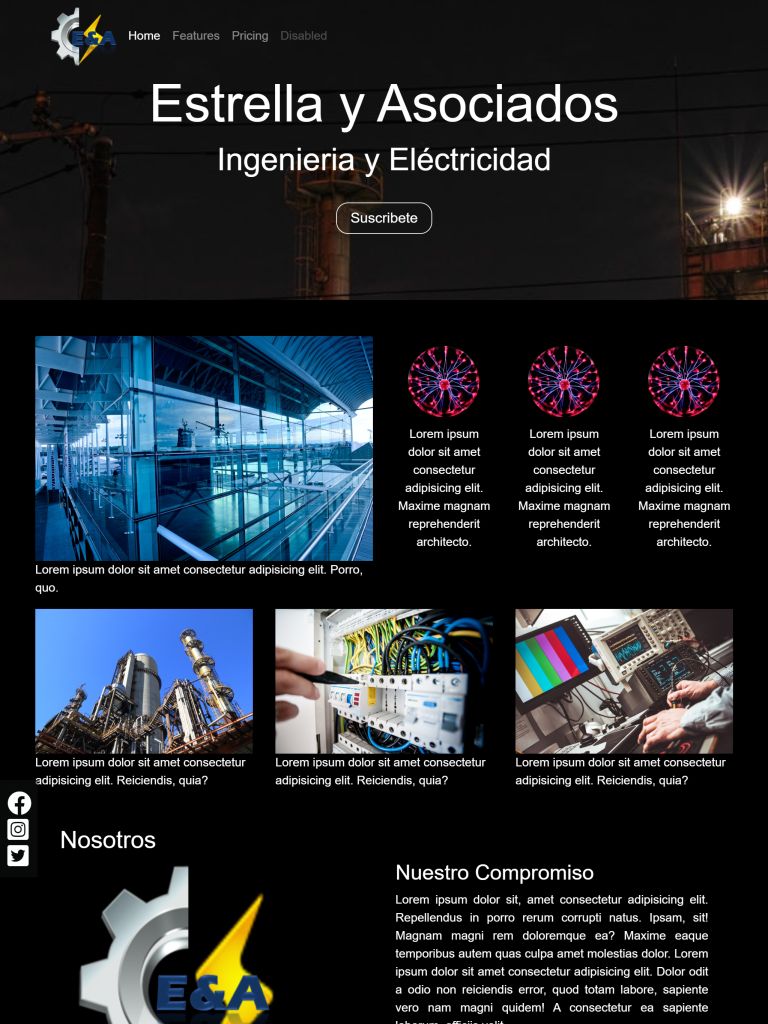 E&A
Home Features Pricing Disabled
Estrella y Asociados
Ingenieria y Eléctricidad
Suscribete
Lorem ipsum dolor sit amet consectetur adipisicing elit. Porro,
quo.
Lorem ipsum
dolor sit amet
consectetur
adipisicing elit.
Maxime magnam
reprehenderit
architecto.
Lorem ipsum
dolor sit amet
consectetur
adipisicing elit.
Maxime magnam
reprehenderit
architecto.
Lorem ipsum
dolor sit amet
consectetur
adipisicing elit.
Maxime magnam
reprehenderit
architecto.
Lorem ipsum dolor sit amet consectetur
adipisicing elit. Reiciendis, quia?
Lorem ipsum dolor sit amet consectetur
adipisicing elit. Reiciendis, quia?
Lorem ipsum dolor sit amet consectetur
adipisicing elit. Reiciendis, quia?
Nosotros
E&A
Nuestro Compromiso
Lorem ipsum dolor sit, amet consectetur adipisicing elit.
Repellendus in porro rerum corrupti natus. Ipsam, sit!
Magnam magni rem doloremque ea? Maxime eaque
temporibus autem quas culpa amet molestias dolor. Lorem
ipsum dolor sit amet consectetur adipisicing elit. Dolor odit
a odio non reiciendis error, quod totam labore, sapiente
vero nam magni quidem! A consectetur ea sapiente